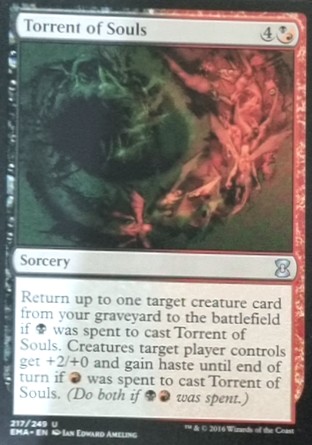 Torrent of Souls 4
Sorcery
Return up to one target creature card
from your graveyard to the battlefield
if was spent to cast Torrent of
Souls. Creatures target player controls
get +2/+0 and gain haste until end of
turn if was spent to cast Torrent of
Souls. (Do both if was spent.)
217/249 U
EMA • EN Ian Edward Ameling
™ & © 2016 Wizards of the Coast